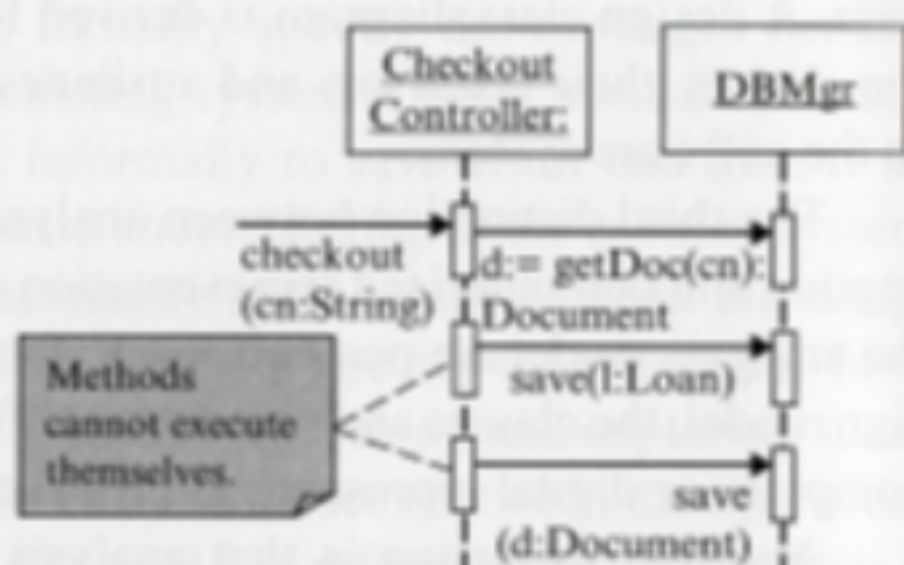 Checkout
Controller:
DBMgr
checkout
(cn:String)
d:= getDoc(cn):
Document
save(l:Loan)
Methods
cannot execute
themselves.
save
(d:Document)